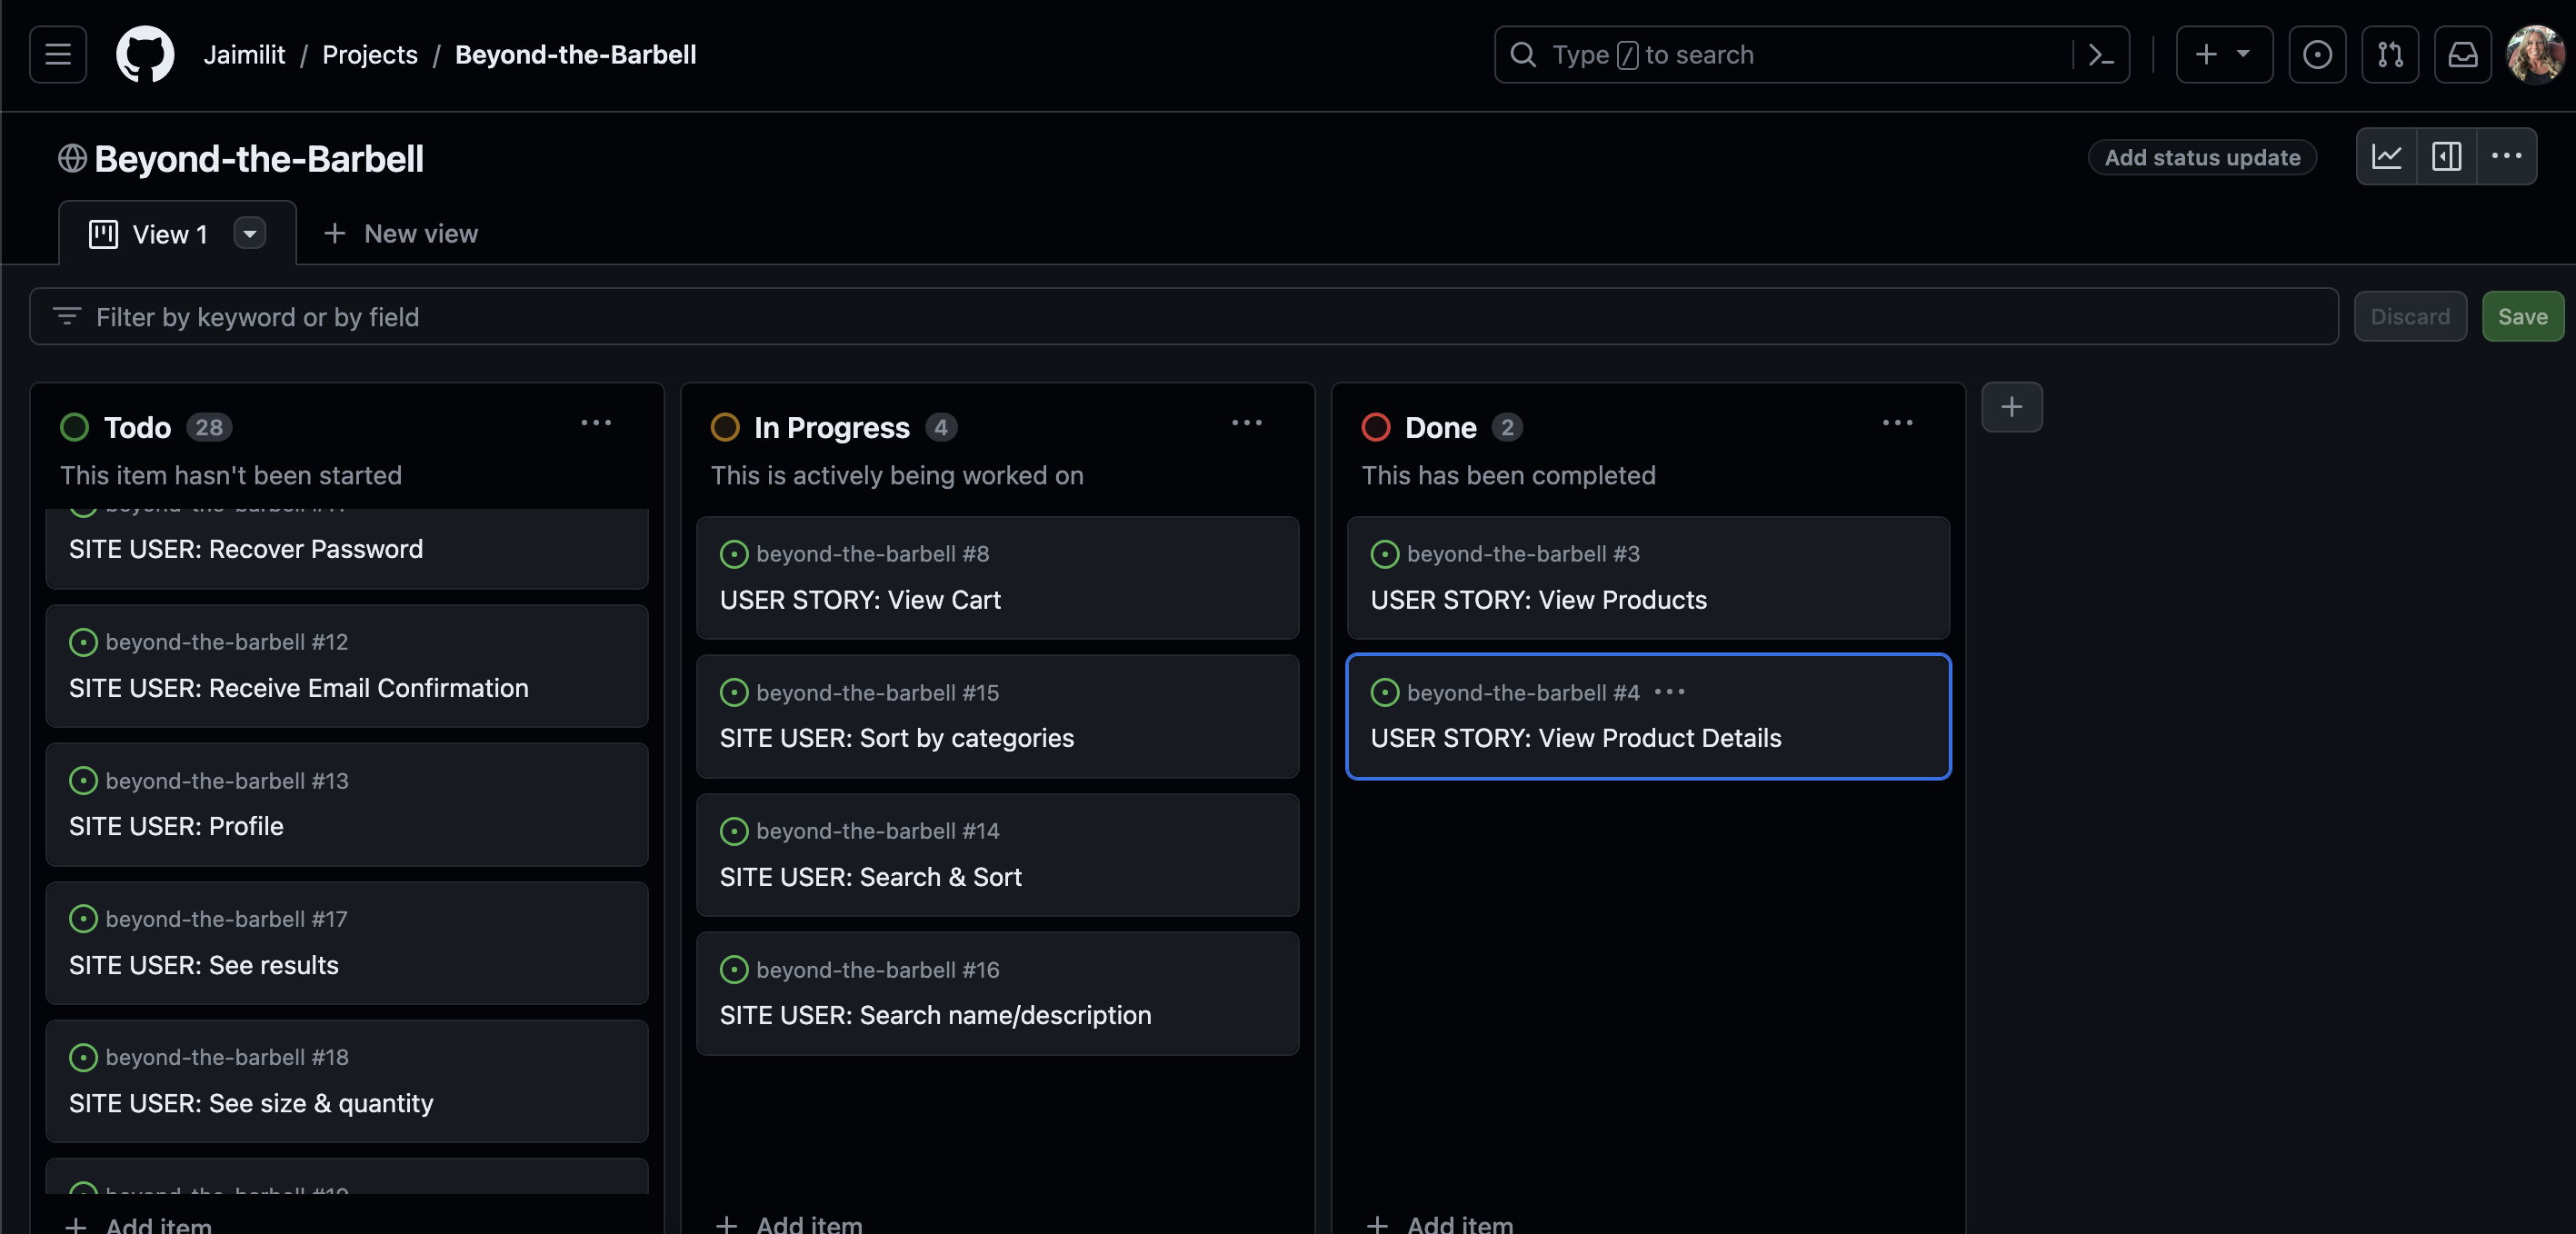 Jaimilit / Projects / Beyond-the-Barbell
Type / to search
Beyond-the-Barbell
Add status update
View 1
New view
Filter by keyword or by field
Discard
Save
Todo 28
This item hasn't been started
SITE USER: Recover Password
beyond-the-barbell #12
SITE USER: Receive Email Confirmation
beyond-the-barbell #13
SITE USER: Profile
beyond-the-barbell #17
SITE USER: See results
beyond-the-barbell #18
SITE USER: See size & quantity
Add item
In Progress 4
This is actively being worked on
beyond-the-barbell #8
USER STORY: View Cart
beyond-the-barbell #15
SITE USER: Sort by categories
beyond-the-barbell #14
SITE USER: Search & Sort
beyond-the-barbell #16
SITE USER: Search name/description
Add item
Done 2
This has been completed
beyond-the-barbell #3
USER STORY: View Products
beyond-the-barbell #4
USER STORY: View Product Details
Add item